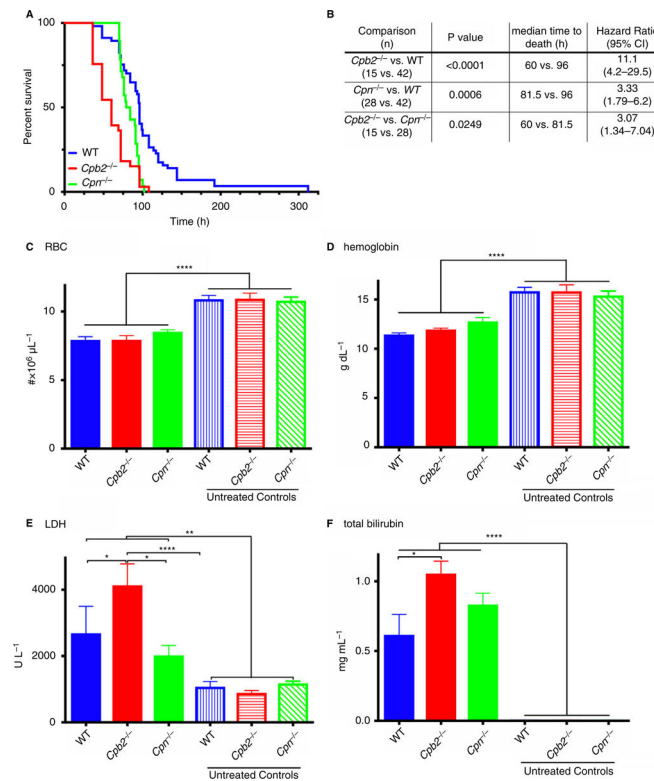 A
Percent survival
100
50
0
WT
Cpb2–/–
Cpn–/–
0 100 200 300
Time (h)
B
Comparison (n) P value median time to death (h) Hazard Ratio (95% CI)
Cpb2–/– vs. WT (15 vs. 42) <0.0001 60 vs. 96 11.1 (4.2–29.5)
Cpn–/– vs. WT (28 vs. 42) 0.0006 81.5 vs. 96 3.33 (1.79–6.2)
Cpb2–/– vs. Cpn–/– (15 vs. 28) 0.0249 60 vs. 81.5 3.07 (1.34–7.04)
C RBC
****
#×10⁶ µL–1
10
5
0
WT Cpb2–/– Cpn–/– WT Cpb2–/– Cpn–/–
Untreated Controls
D hemoglobin
****
g dL–1
15
10
5
0
WT Cpb2–/– Cpn–/– WT Cpb2–/– Cpn–/–
Untreated Controls
E LDH
**
****
* *
U L–1
4000
2000
0
WT Cpb2–/– Cpn–/– WT Cpb2–/– Cpn–/–
Untreated Controls
F total bilirubin
****
*
mg mL–1
1.0
0.5
0.0
WT Cpb2–/– Cpn–/– WT Cpb2–/– Cpn–/–
Untreated Controls